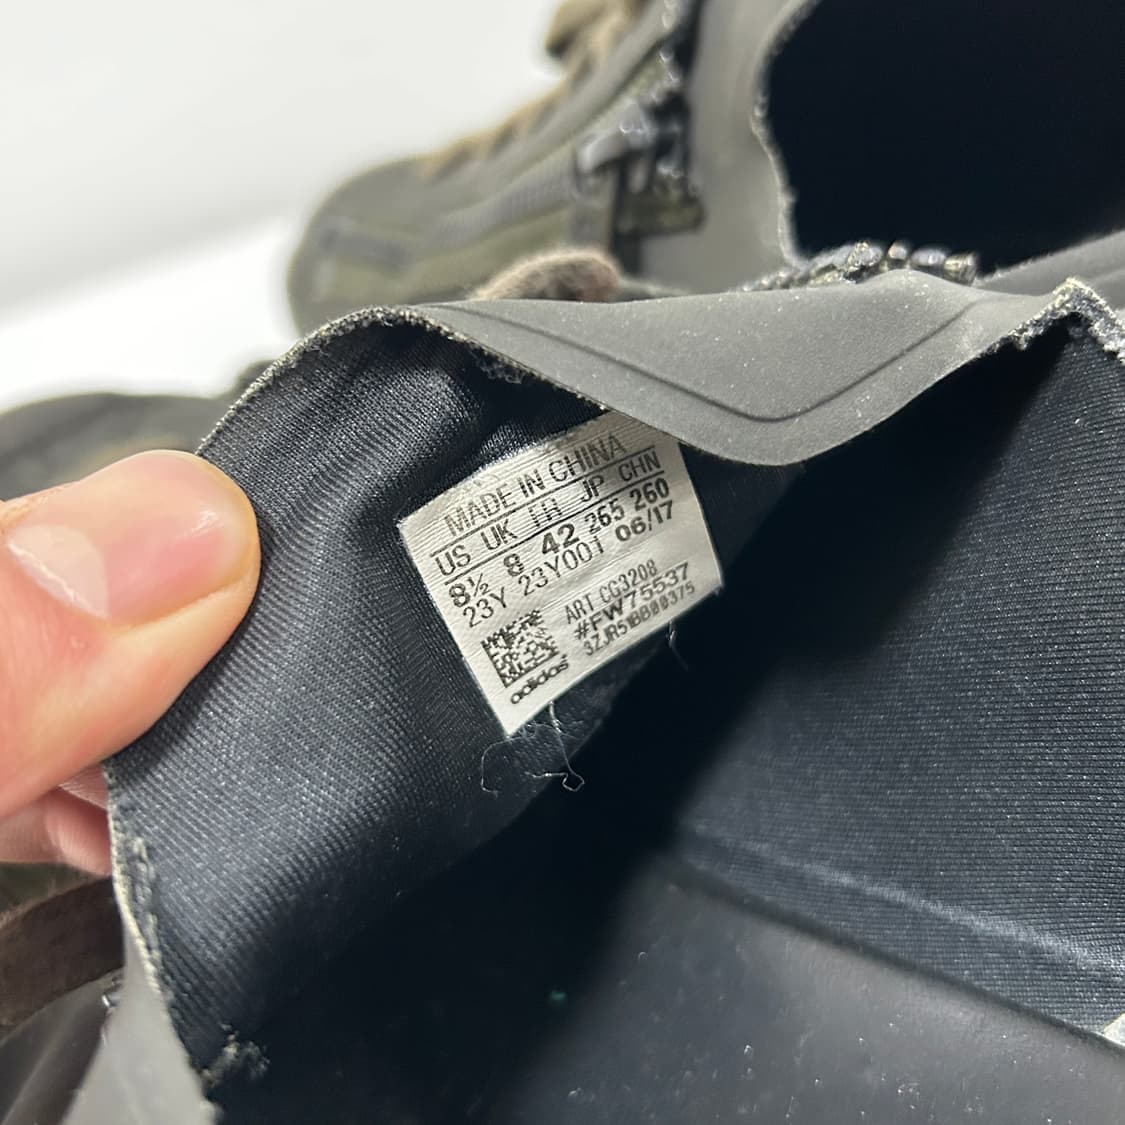 MADE IN CHINA
US UK FR JP CHN
8½ 8 42 265 260
23Y 23Y001 06/17
ART CG3208
#FW75537
3ZJR51BB00375
adidas